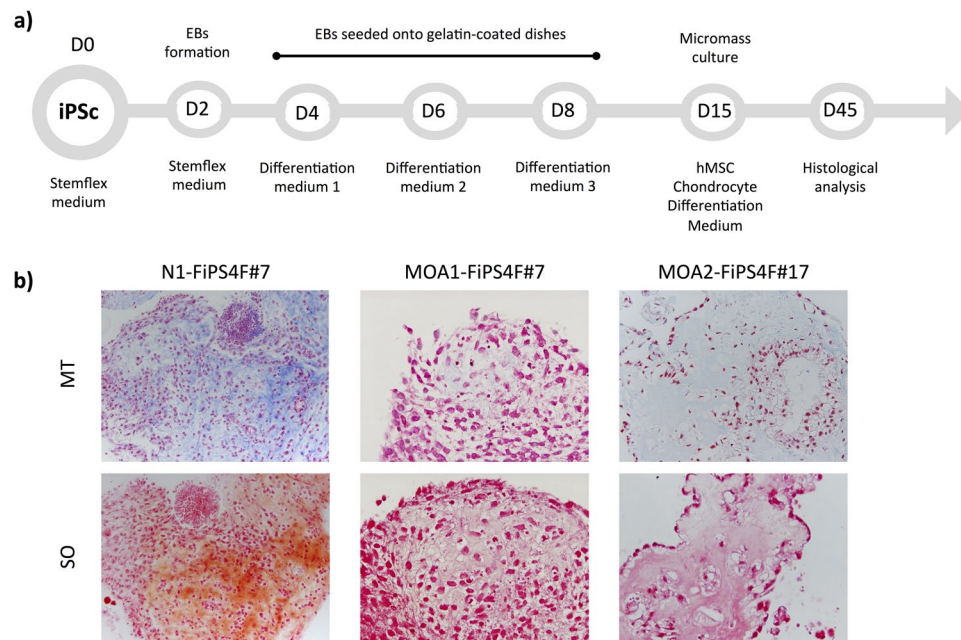 a)
D0
EBs
formation
EBs seeded onto gelatin-coated dishes
Micromass
culture
iPSc
D2
D4
D6
D8
D15
D45
Stemflex
medium
Stemflex
medium
Differentiation
medium 1
Differentiation
medium 2
Differentiation
medium 3
hMSC
Chondrocyte
Differentiation
Medium
Histological
analysis
b)
N1-FiPS4F#7
MOA1-FiPS4F#7
MOA2-FiPS4F#17
MT
SO